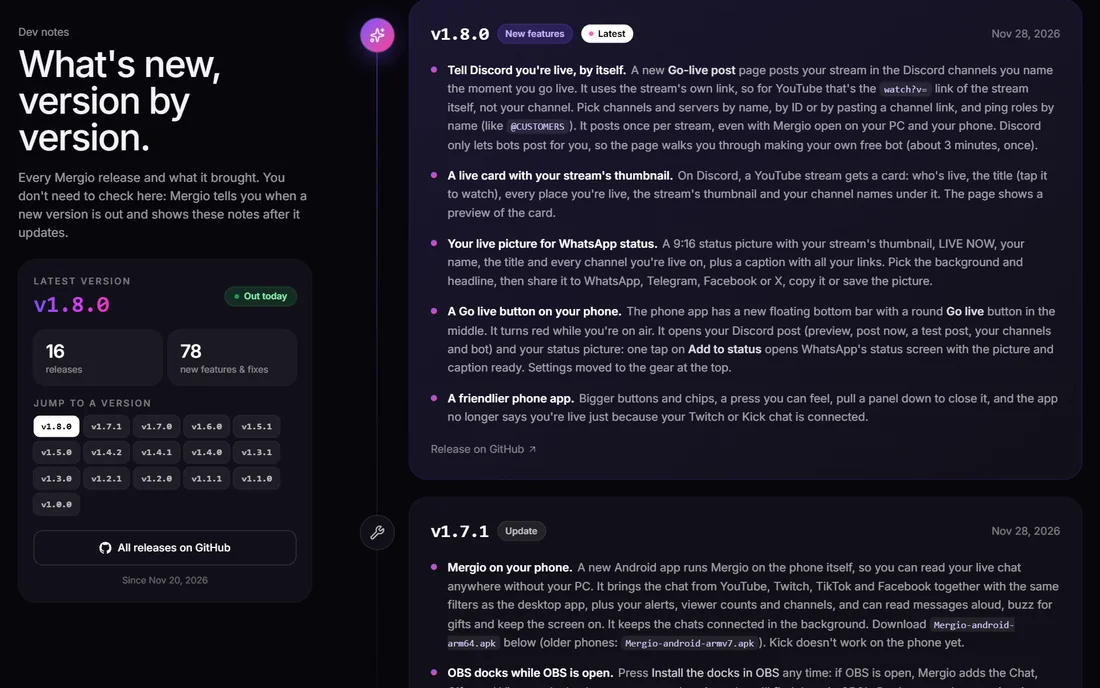 Dev notes
What's new,
version by
version.
Every Mergio release and what it brought. You
don't need to check here: Mergio tells you when a
new version is out and shows these notes after it
updates.
LATEST VERSION
v1.8.0
Out today
16
releases
78
new features & fixes
JUMP TO A VERSION
v1.8.0 v1.7.1 v1.7.0 v1.6.0 v1.5.1
v1.5.0 v1.4.2 v1.4.1 v1.4.0 v1.3.1
v1.3.0 v1.2.1 v1.2.0 v1.1.1 v1.1.0
v1.0.0
All releases on GitHub
Since Nov 20, 2026
v1.8.0 New features Latest Nov 28, 2026
Tell Discord you're live, by itself. A new Go-live post page posts your stream in the Discord channels you name
the moment you go live. It uses the stream's own link, so for YouTube that's the watch?v= link of the stream
itself, not your channel. Pick channels and servers by name, by ID or by pasting a channel link, and ping roles by
name (like @CUSTOMERS). It posts once per stream, even with Mergio open on your PC and your phone. Discord
only lets bots post for you, so the page walks you through making your own free bot (about 3 minutes, once).
A live card with your stream's thumbnail. On Discord, a YouTube stream gets a card: who's live, the title (tap it
to watch), every place you're live, the stream's thumbnail and your channel names under it. The page shows a
preview of the card.
Your live picture for WhatsApp status. A 9:16 status picture with your stream's thumbnail, LIVE NOW, your
name, the title and every channel you're live on, plus a caption with all your links. Pick the background and
headline, then share it to WhatsApp, Telegram, Facebook or X, copy it or save the picture.
A Go live button on your phone. The phone app has a new floating bottom bar with a round Go live button in the
middle. It turns red while you're on air. It opens your Discord post (preview, post now, a test post, your channels
and bot) and your status picture: one tap on Add to status opens WhatsApp's status screen with the picture and
caption ready. Settings moved to the gear at the top.
A friendlier phone app. Bigger buttons and chips, a press you can feel, pull a panel down to close it, and the app
no longer says you're live just because your Twitch or Kick chat is connected.
Release on GitHub ↗
v1.7.1 Update Nov 28, 2026
Mergio on your phone. A new Android app runs Mergio on the phone itself, so you can read your live chat
anywhere without your PC. It brings the chat from YouTube, Twitch, TikTok and Facebook together with the same
filters as the desktop app, plus your alerts, viewer counts and channels, and can read messages aloud, buzz for
gifts and keep the screen on. It keeps the chats connected in the background. Download Mergio-android-
arm64.apk below (older phones: Mergio-android-armv7.apk). Kick doesn't work on the phone yet.
OBS docks while OBS is open. Press Install the docks in OBS any time: if OBS is open, Mergio adds the Chat,